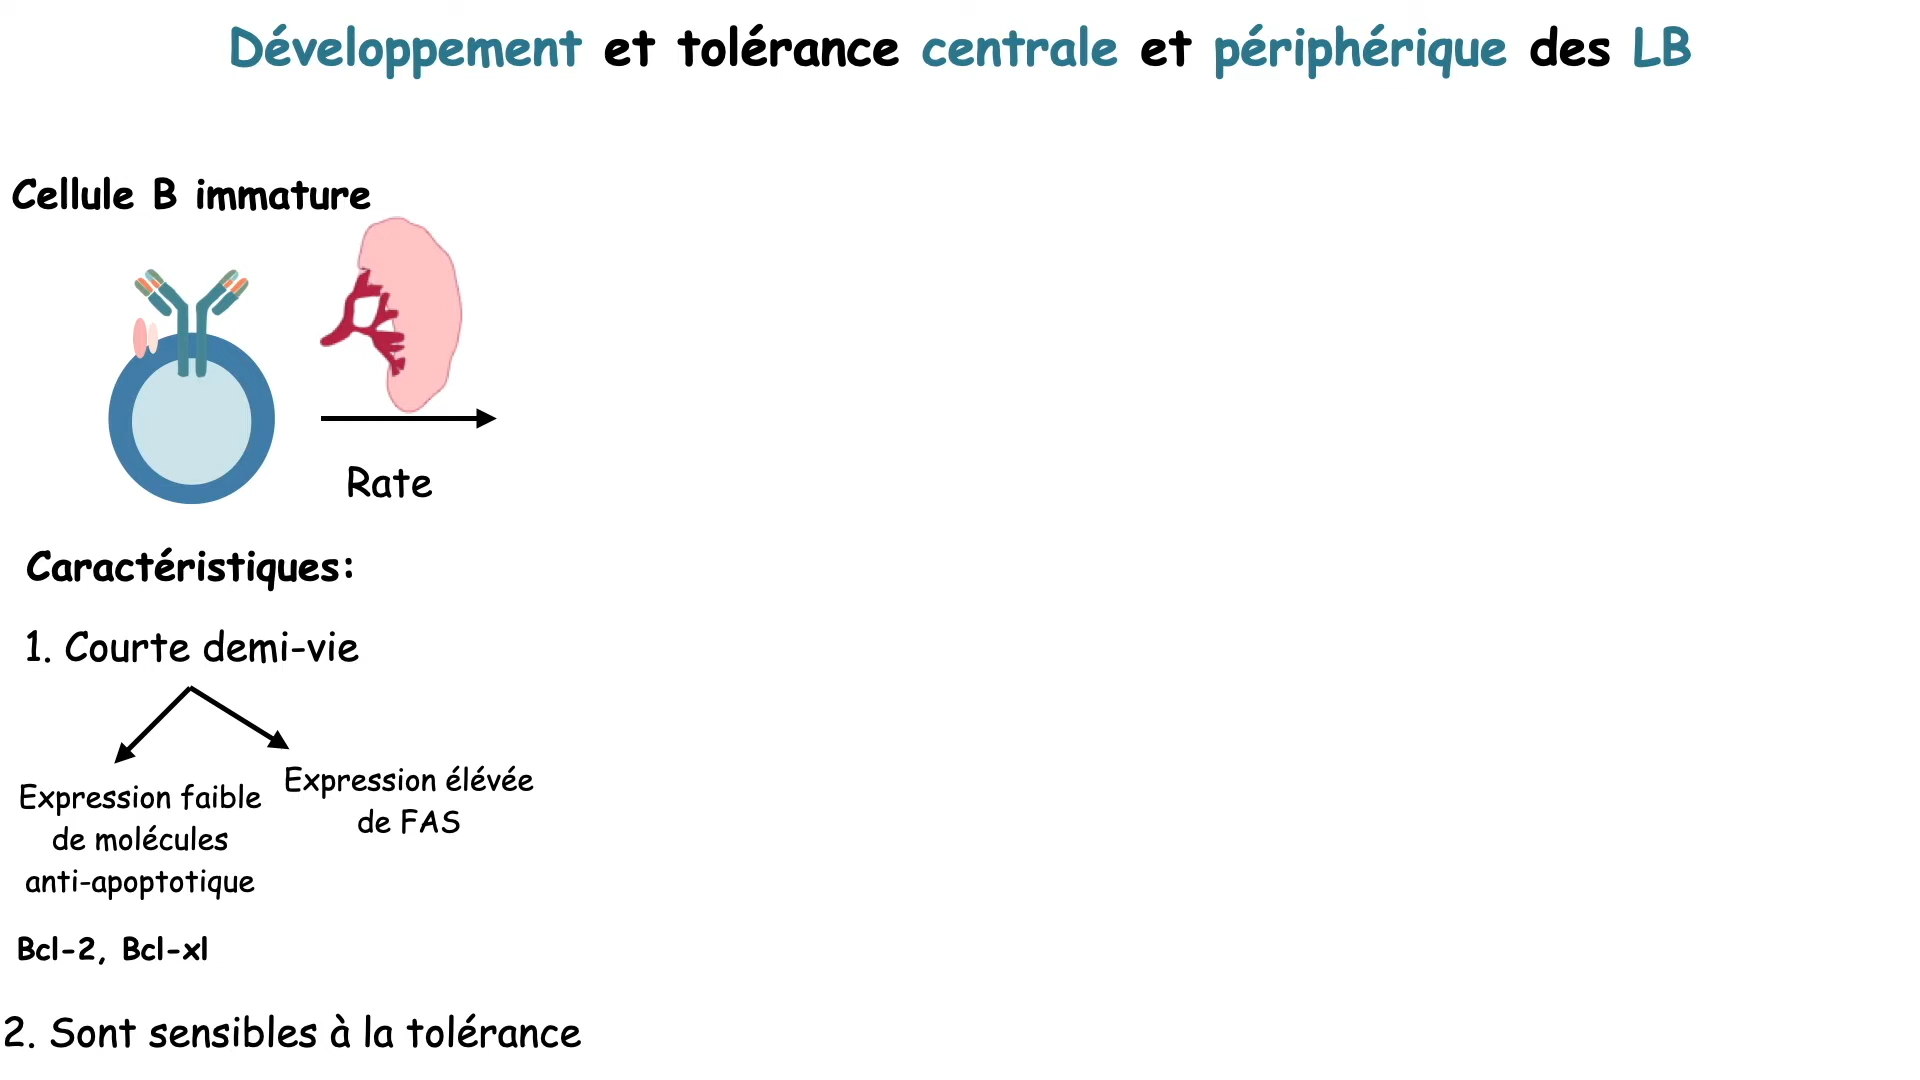 Développement et tolérance centrale et périphérique des LB
Cellule B immature
Rate
Caractéristiques:
1. Courte demi-vie
Expression faible
de molécules
anti-apoptotique
Expression élévée
de FAS
Bcl-2, Bcl-xl
2. Sont sensibles à la tolérance